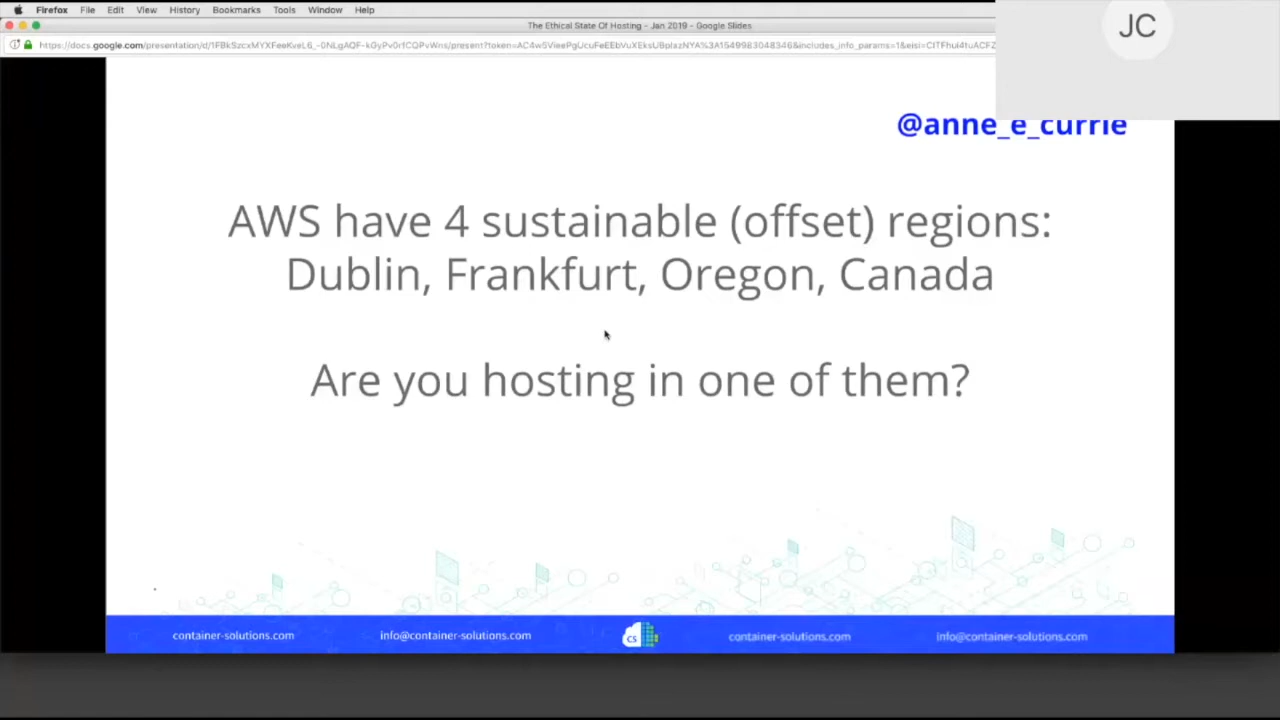 Firefox File Edit View History Bookmarks Tools Window Help
The Ethical State Of Hosting - Jan 2019 - Google Slides
JC
@anne_e_currie
AWS have 4 sustainable (offset) regions:
Dublin, Frankfurt, Oregon, Canada
Are you hosting in one of them?
container-solutions.com info@container-solutions.com CS container-solutions.com info@container-solutions.com